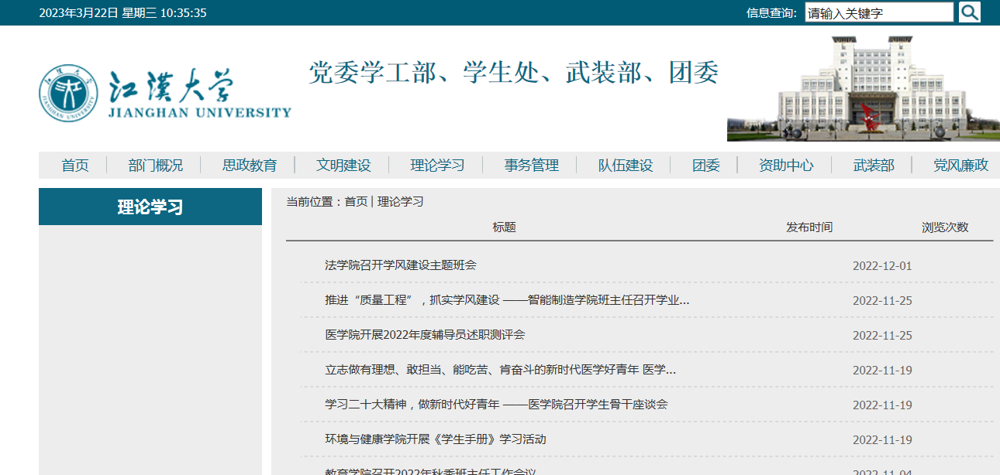 2023年3月22日 星期三 10:35:35
信息查询: 请输入关键字
党委学工部、学生处、武装部、团委
江漢大学
JIANGHAN UNIVERSITY
首页 部门概况 思政教育 文明建设 理论学习 事务管理 队伍建设 团委 资助中心 武装部 党风廉政
理论学习
当前位置：首页 | 理论学习
标题 发布时间 浏览次数
法学院召开学风建设主题班会 2022-12-01
推进“质量工程”，抓实学风建设 ——智能制造学院班主任召开学业... 2022-11-25
医学院开展2022年度辅导员述职测评会 2022-11-25
立志做有理想、敢担当、能吃苦、肯奋斗的新时代医学好青年 医学... 2022-11-19
学习二十大精神，做新时代好青年 ——医学院召开学生骨干座谈会 2022-11-19
环境与健康学院开展《学生手册》学习活动 2022-11-19
教育学院召开2022年秋季班主任工作会议 2022-11-04